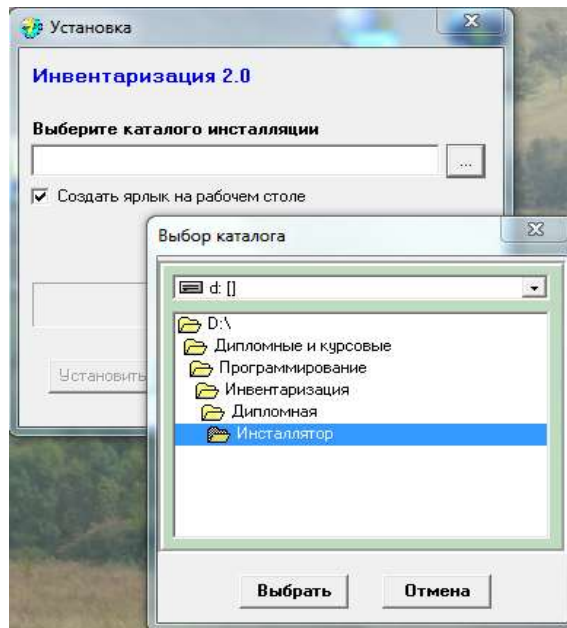 Установка
Инвентаризация 2.0
Выберите каталого инсталляции
...
Создать ярлык на рабочем столе
Выбор каталога
d: []
D:\
Дипломные и курсовые
Программирование
Инвентаризация
Дипломная
Инсталлятор
Установить
Выбрать
Отмена